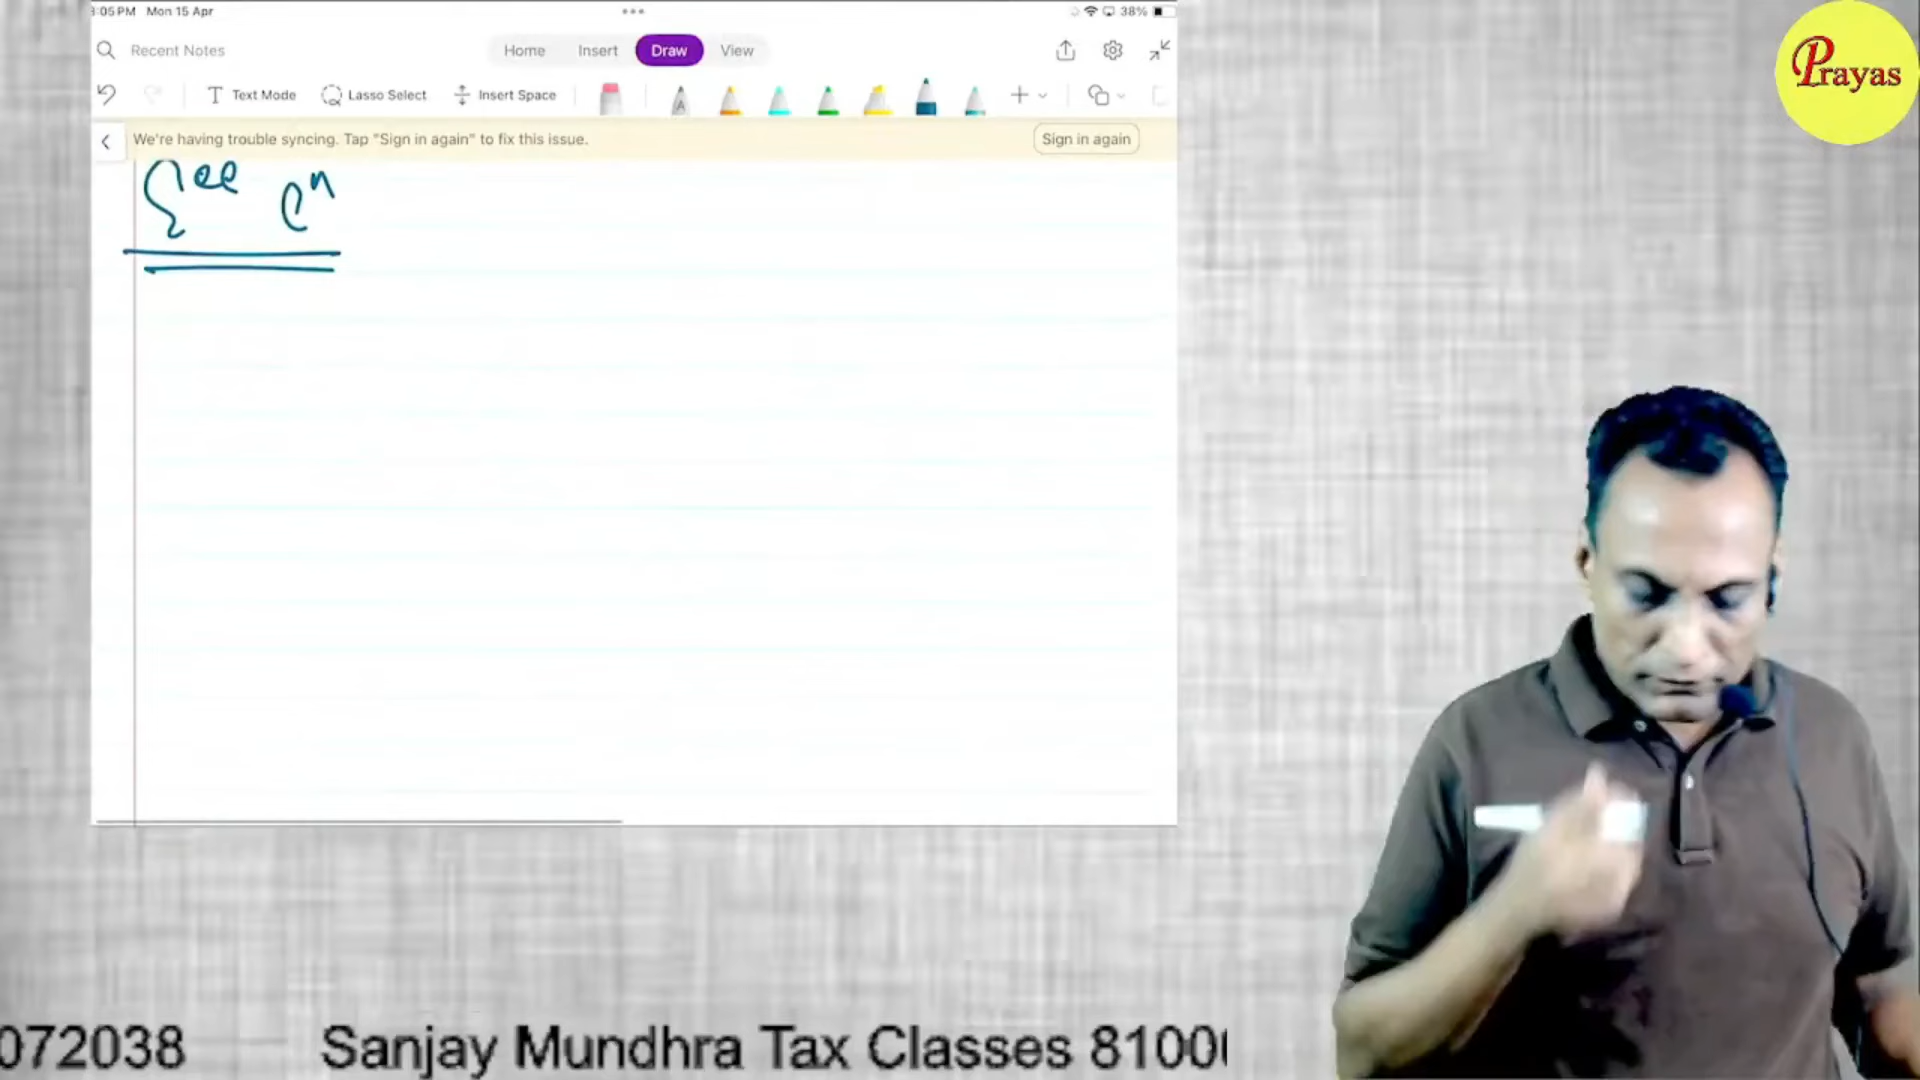 :05 PM Mon 15 Apr
38%
Recent Notes
Home Insert Draw View
Text Mode Lasso Select Insert Space
We're having trouble syncing. Tap "Sign in again" to fix this issue.
Sign in again
Prayas
072038 Sanjay Mundhra Tax Classes 8100